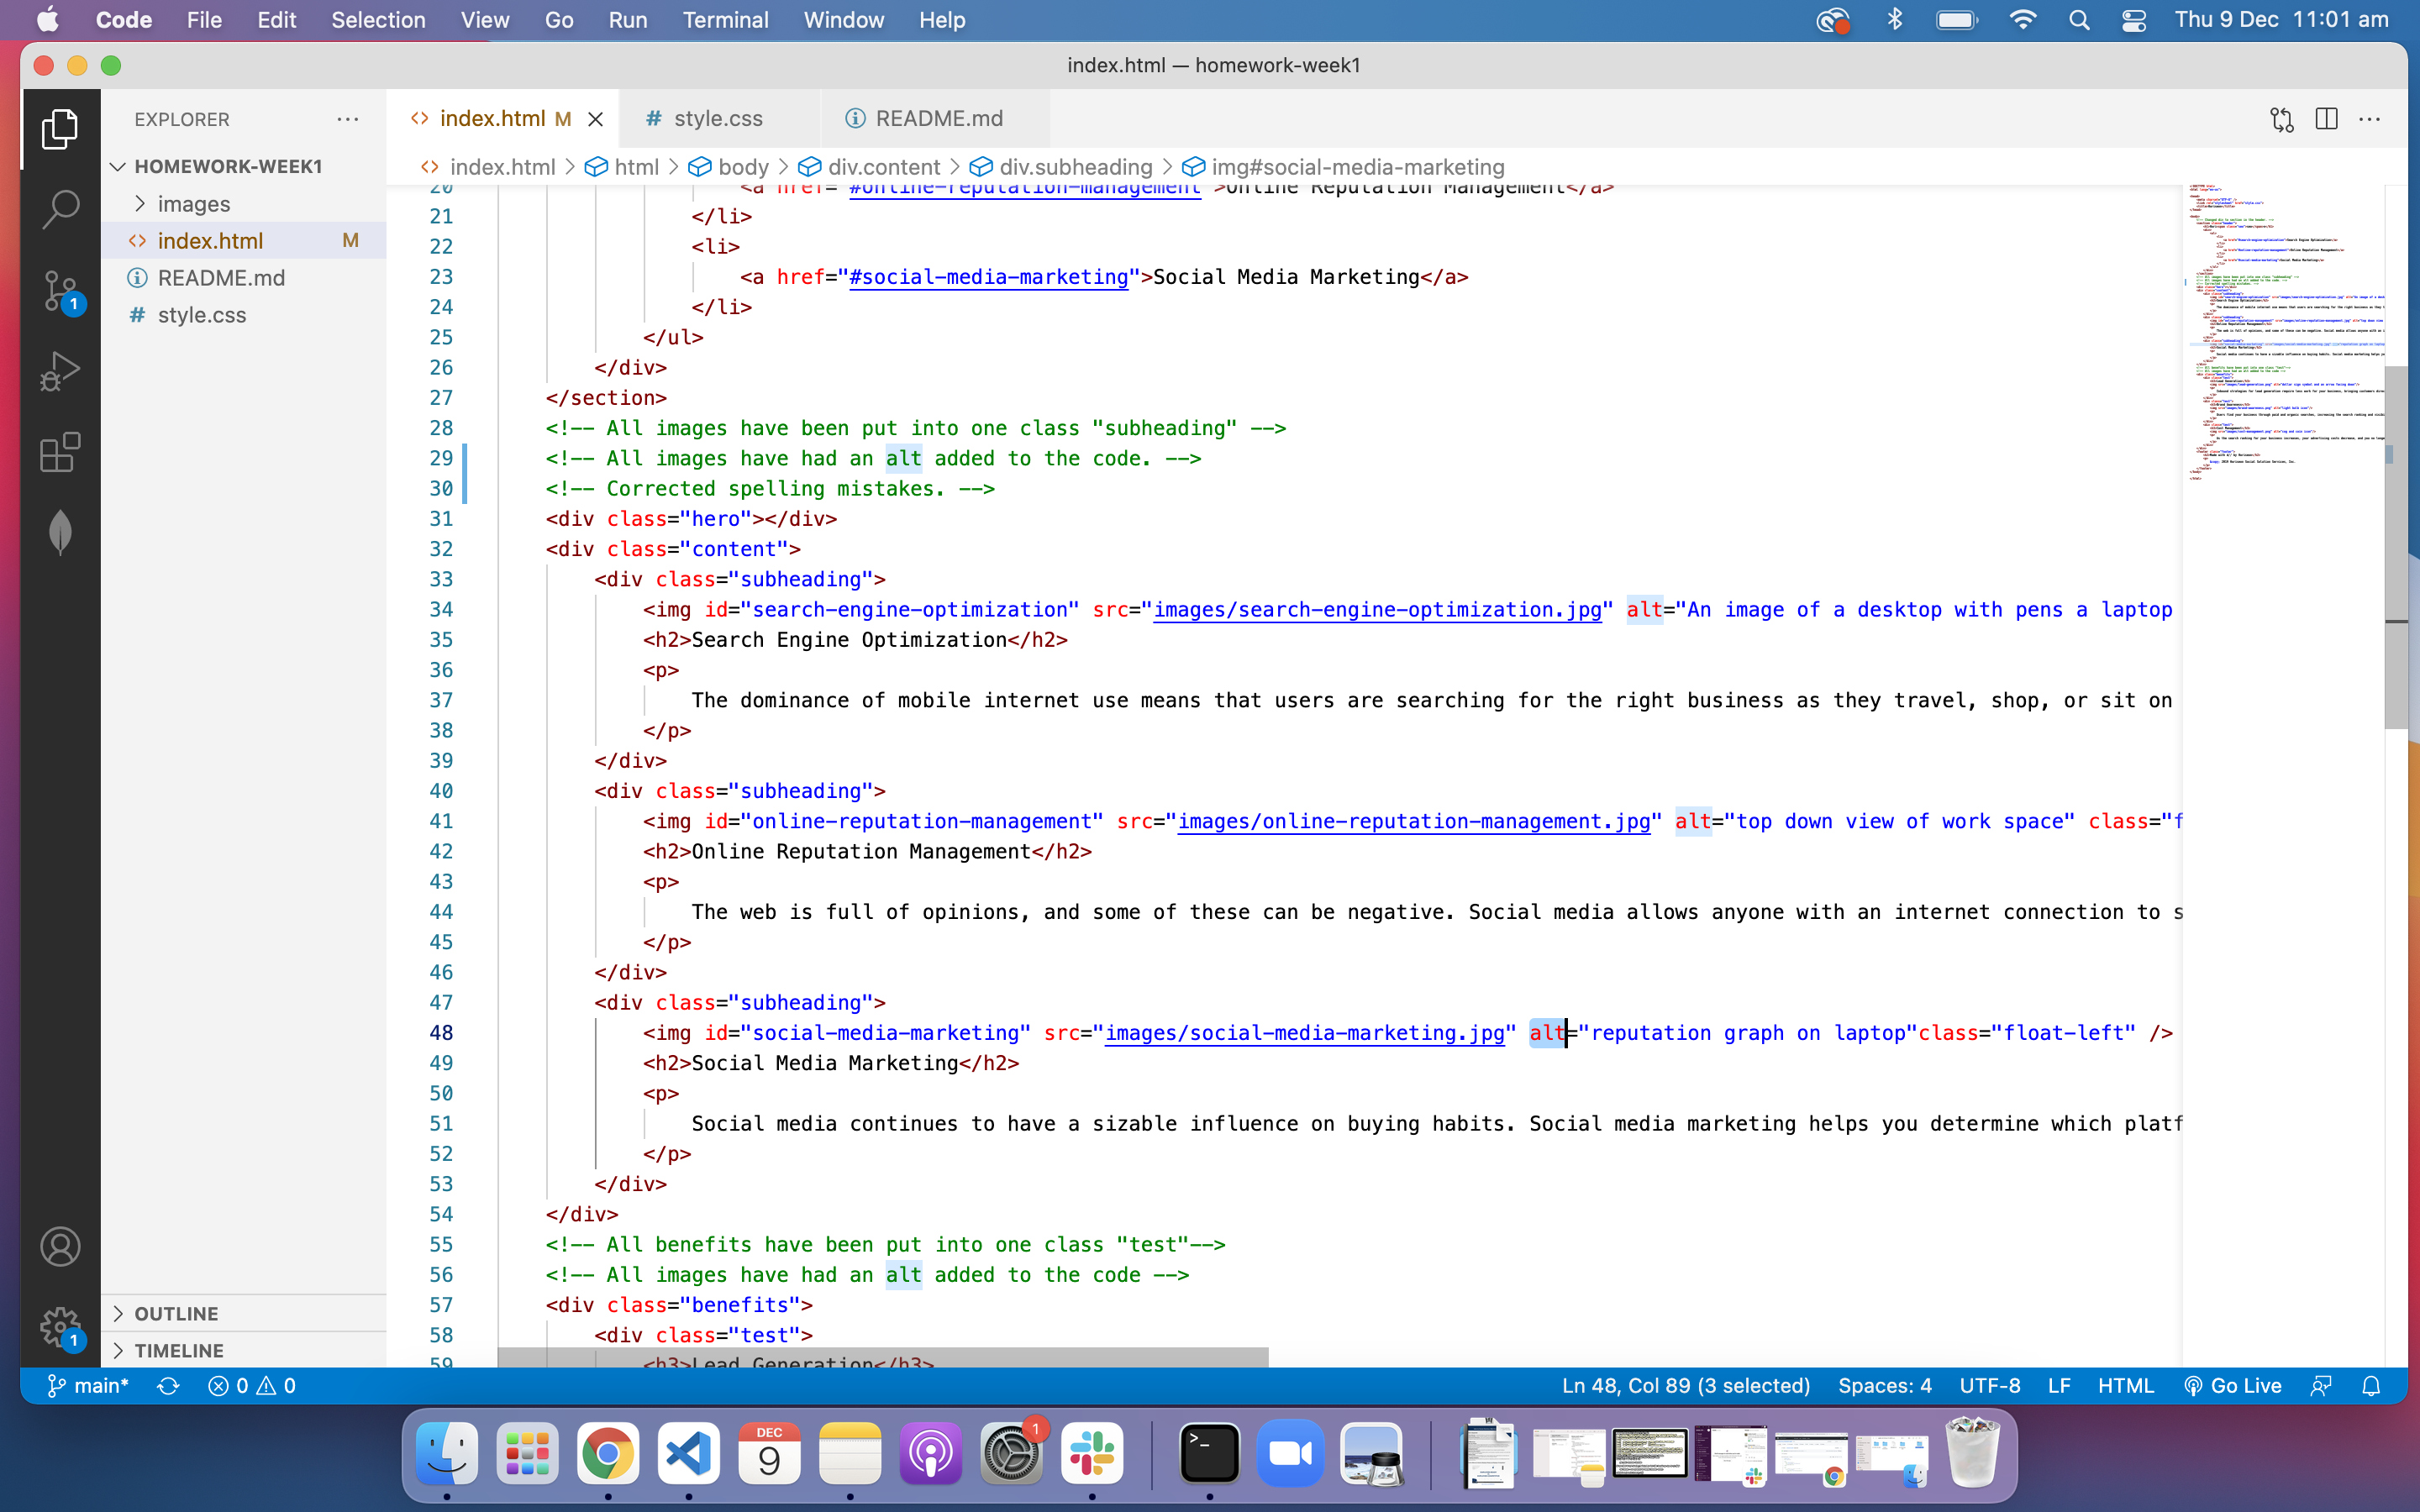 Code File Edit Selection View Go Run Terminal Window Help Thu 9 Dec 11:01 am
index.html — homework-week1
EXPLORER
index.html M
style.css
README.md
index.html html body div.content div.subheading img#social-media-marketing
HOMEWORK-WEEK1
images
index.html M
README.md
style.css
1
20 <a href="#online-reputation-management">Online Reputation Management</a>
21 </li>
22 <li>
23 <a href="#social-media-marketing">Social Media Marketing</a>
24 </li>
25 </ul>
26 </div>
27 </section>
28 <!-- All images have been put into one class "subheading" -->
29 <!-- All images have had an alt added to the code. -->
30 <!-- Corrected spelling mistakes. -->
31 <div class="hero"></div>
32 <div class="content">
33 <div class="subheading">
34 <img id="search-engine-optimization" src="images/search-engine-optimization.jpg" alt="An image of a desktop with pens a laptop
35 <h2>Search Engine Optimization</h2>
36 <p>
37 The dominance of mobile internet use means that users are searching for the right business as they travel, shop, or sit on
38 </p>
39 </div>
40 <div class="subheading">
41 <img id="online-reputation-management" src="images/online-reputation-management.jpg" alt="top down view of work space" class="f
42 <h2>Online Reputation Management</h2>
43 <p>
44 The web is full of opinions, and some of these can be negative. Social media allows anyone with an internet connection to s
45 </p>
46 </div>
47 <div class="subheading">
48 <img id="social-media-marketing" src="images/social-media-marketing.jpg" alt="reputation graph on laptop"class="float-left" />
49 <h2>Social Media Marketing</h2>
50 <p>
51 Social media continues to have a sizable influence on buying habits. Social media marketing helps you determine which platf
52 </p>
53 </div>
54 </div>
55 <!-- All benefits have been put into one class "test"-->
56 <!-- All images have had an alt added to the code -->
57 <div class="benefits">
58 <div class="test">
59 <h3>Lead Generation</h3>
OUTLINE
TIMELINE
1
main* 0 0 Ln 48, Col 89 (3 selected) Spaces: 4 UTF-8 LF HTML Go Live
DEC
9
1